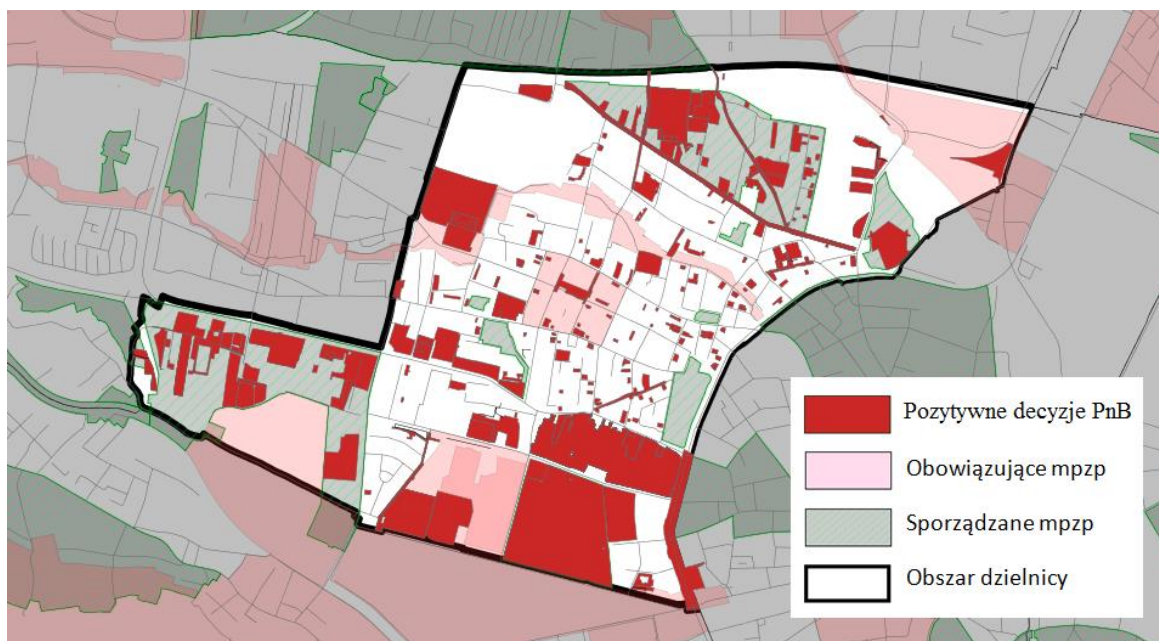 Pozytywne decyzje PnB
Obowiązujące mpzp
Sporządzane mpzp
Obszar dzielnicy